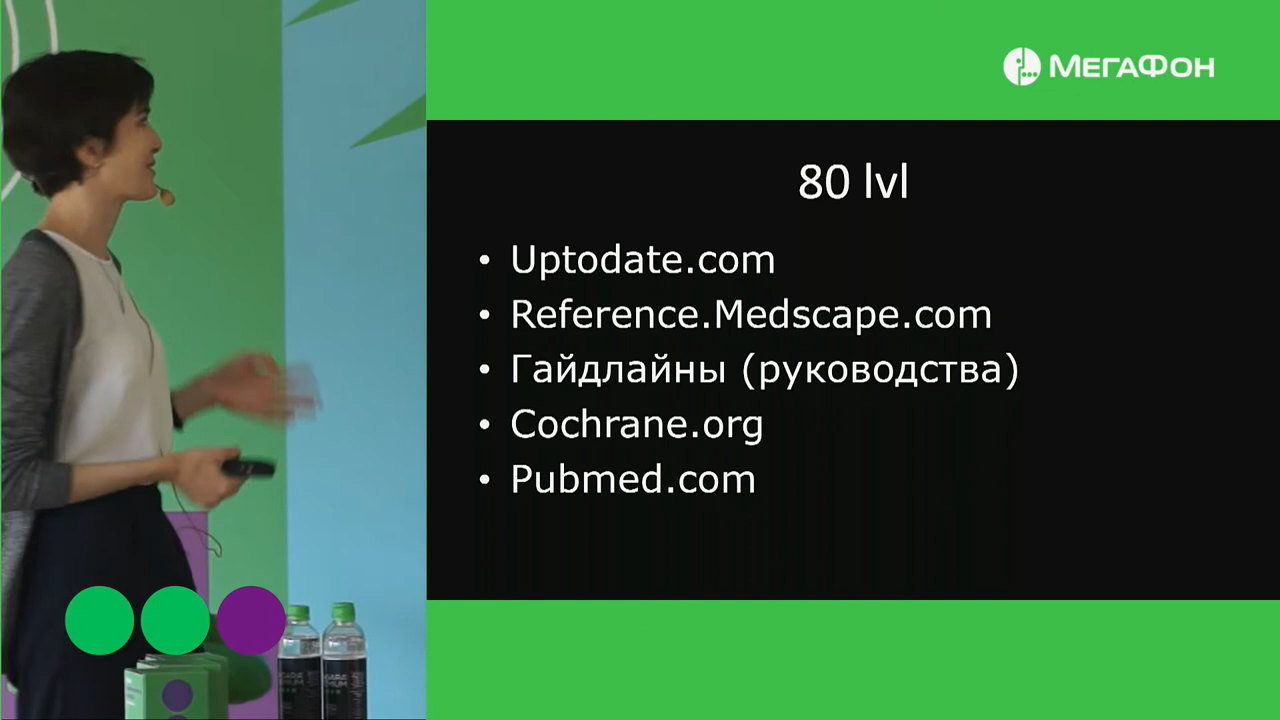 МЕГАФОН
80 lvl
• Uptodate.com
• Reference.Medscape.com
• Гайдлайны (руководства)
• Cochrane.org
• Pubmed.com